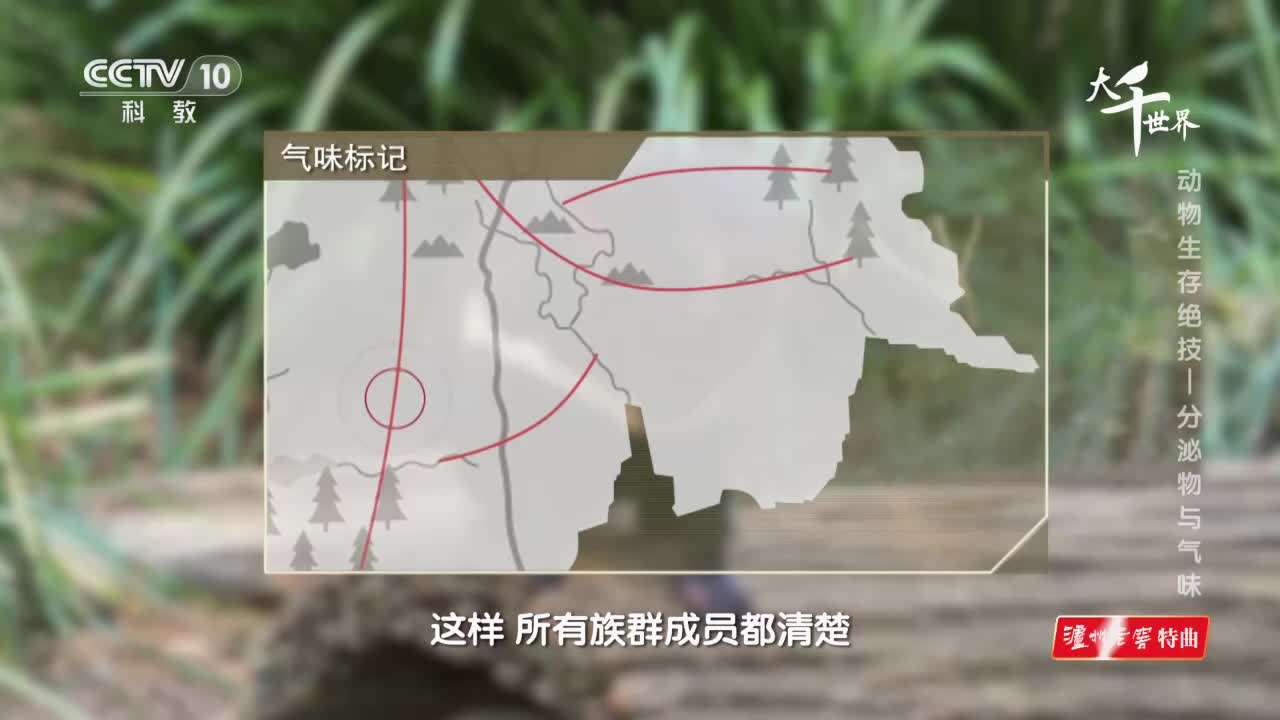 CCTV 10
科教
大千世界
气味标记
动物生存绝技—分泌物与气味
这样 所有族群成员都清楚
泸州老窖特曲